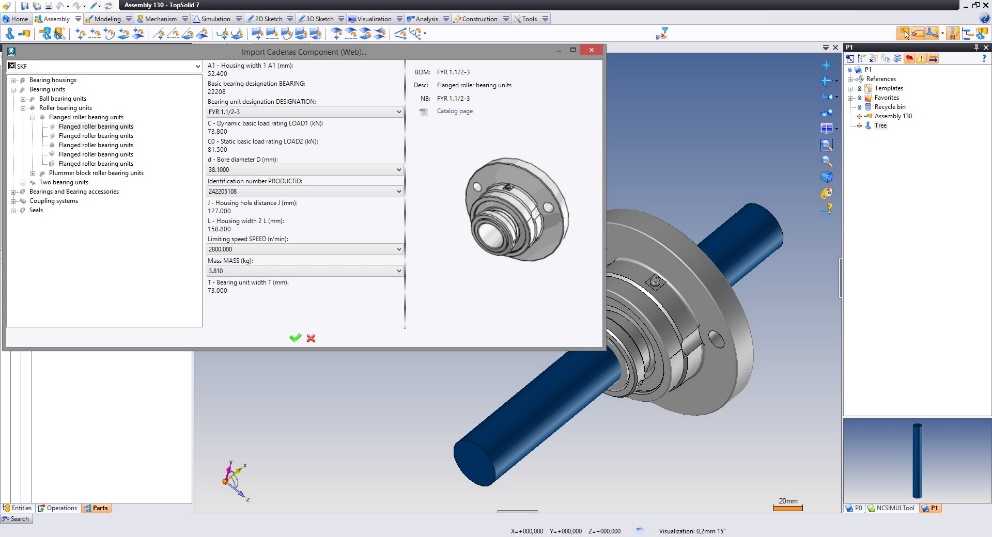 Assembly 130 - TopSolid 7
Home Assembly Modeling Mechanism Simulation 2D Sketch 3D Sketch Visualization Analysis Construction Tools
Import Cadenas Component (Web)...
SKF
Bearing housings
Bearing units
Ball bearing units
Roller bearing units
Flanged roller bearing units
Flanged roller bearing units
Flanged roller bearing units
Flanged roller bearing units
Flanged roller bearing units
Flanged roller bearing units
Plummer block roller bearing units
Two bearing units
Bearings and Bearing accessories
Coupling systems
Seals
A1 - Housing width 1 A1 (mm):
52.400
Basic bearing designation BEARING:
22208
Bearing unit designation DESIGNATION:
FYR 1.1/2-3
C - Dynamic basic load rating LOAD1 (kN):
73.800
C0 - Static basic load rating LOAD2 (kN):
81.500
d - Bore diameter D (mm):
38.1000
Identification number PRODUCTID:
242205108
J - Housing hole distance J (mm):
127.000
L - Housing width 2 L (mm):
158.800
Limiting speed SPEED (r/min):
2800.000
Mass MASS (kg):
3.810
T - Bearing unit width T (mm):
73.000
BOM: FYR 1.1/2-3
Desc: Flanged roller bearing units
NB: FYR 1.1/2-3
Catalog page
P1
P1
References
Templates
Favorites
Recycle bin
Assembly 130
Tree
20mm
Entities Operations Parts
P0 NCSIMULTool P1
Search
X=+000,000 Y=+000,000 Z=+000,000 Visualization: 0,2mm 15°